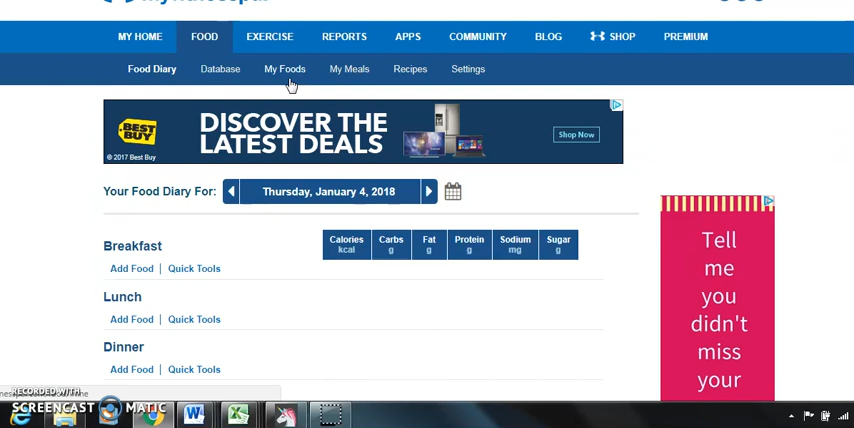 MY HOME FOOD EXERCISE REPORTS APPS COMMUNITY BLOG SHOP PREMIUM
Food Diary Database My Foods My Meals Recipes Settings
BEST BUY
DISCOVER THE
LATEST DEALS
Shop Now
© 2017 Best Buy
Your Food Diary For: Thursday, January 4, 2018
Breakfast
Calories Carbs Fat Protein Sodium Sugar
kcal g g g mg g
Add Food | Quick Tools
Lunch
Add Food | Quick Tools
Dinner
Add Food | Quick Tools
Tell
me
you
didn't
miss
your
RECORDED WITH
SCREENCAST MATIC